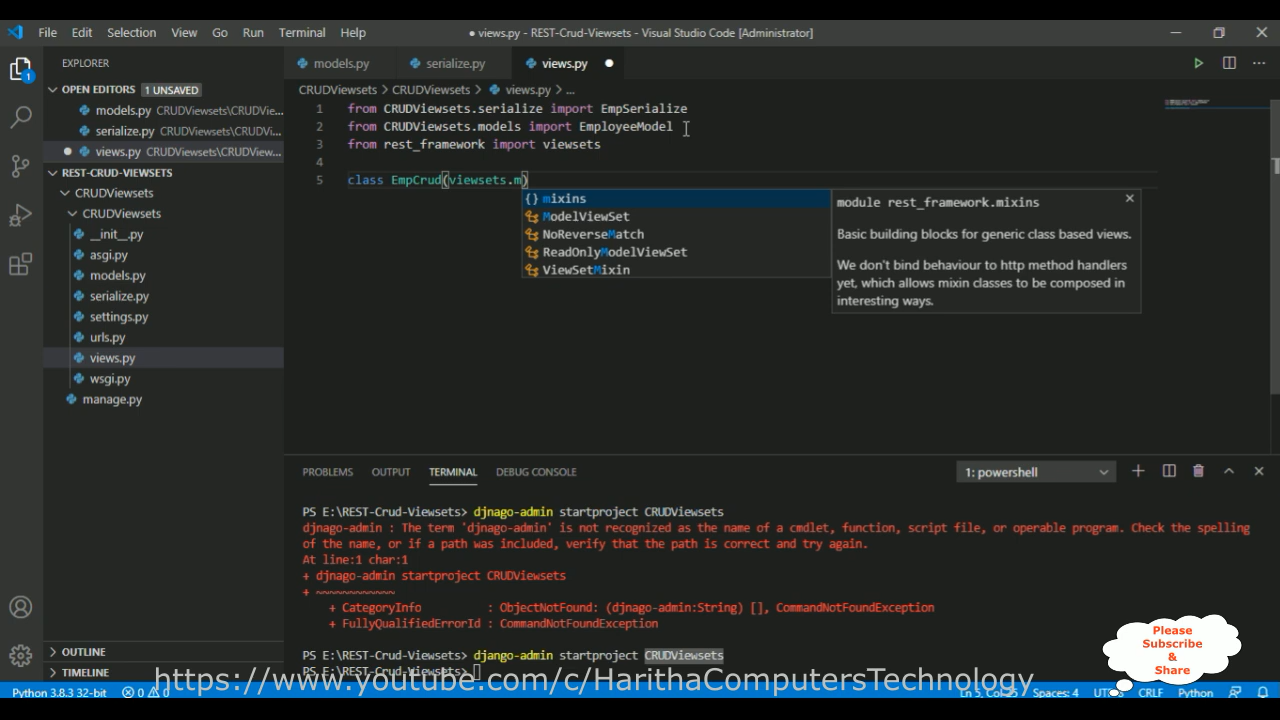 File Edit Selection View Go Run Terminal Help
● views.py - REST-Crud-Viewsets - Visual Studio Code [Administrator]
EXPLORER
models.py serialize.py views.py
OPEN EDITORS 1 UNSAVED
models.py CRUDViewsets\CRUDVie...
serialize.py CRUDViewsets\CRUDVi...
views.py CRUDViewsets\CRUDView...
REST-CRUD-VIEWSETS
CRUDViewsets
CRUDViewsets
__init__.py
asgi.py
models.py
serialize.py
settings.py
urls.py
views.py
wsgi.py
manage.py
OUTLINE
TIMELINE
CRUDViewsets > CRUDViewsets > views.py > ...
1 from CRUDViewsets.serialize import EmpSerialize
2 from CRUDViewsets.models import EmployeeModel
3 from rest_framework import viewsets
4
5 class EmpCrud(viewsets.m)
{} mixins
ModelViewSet
NoReverseMatch
ReadOnlyModelViewSet
ViewSetMixin
module rest_framework.mixins
Basic building blocks for generic class based views.
We don't bind behaviour to http method handlers
yet, which allows mixin classes to be composed in
interesting ways.
PROBLEMS OUTPUT TERMINAL DEBUG CONSOLE
1: powershell
PS E:\REST-Crud-Viewsets> djnago-admin startproject CRUDViewsets
djnago-admin : The term 'djnago-admin' is not recognized as the name of a cmdlet, function, script file, or operable program. Check the spelling
of the name, or if a path was included, verify that the path is correct and try again.
At line:1 char:1
+ djnago-admin startproject CRUDViewsets
+ ~~~~~~~~~~~~
+ CategoryInfo : ObjectNotFound: (djnago-admin:String) [], CommandNotFoundException
+ FullyQualifiedErrorId : CommandNotFoundException
PS E:\REST-Crud-Viewsets> django-admin startproject CRUDViewsets
PS E:\REST-Crud-Viewsets>
Please
Subscribe
&
Share
https://www.youtube.com/c/HarithaComputersTechnology
Python 3.8.3 32-bit 0 0 Ln 5, Col 25 Spaces: 4 CRLF Python
1